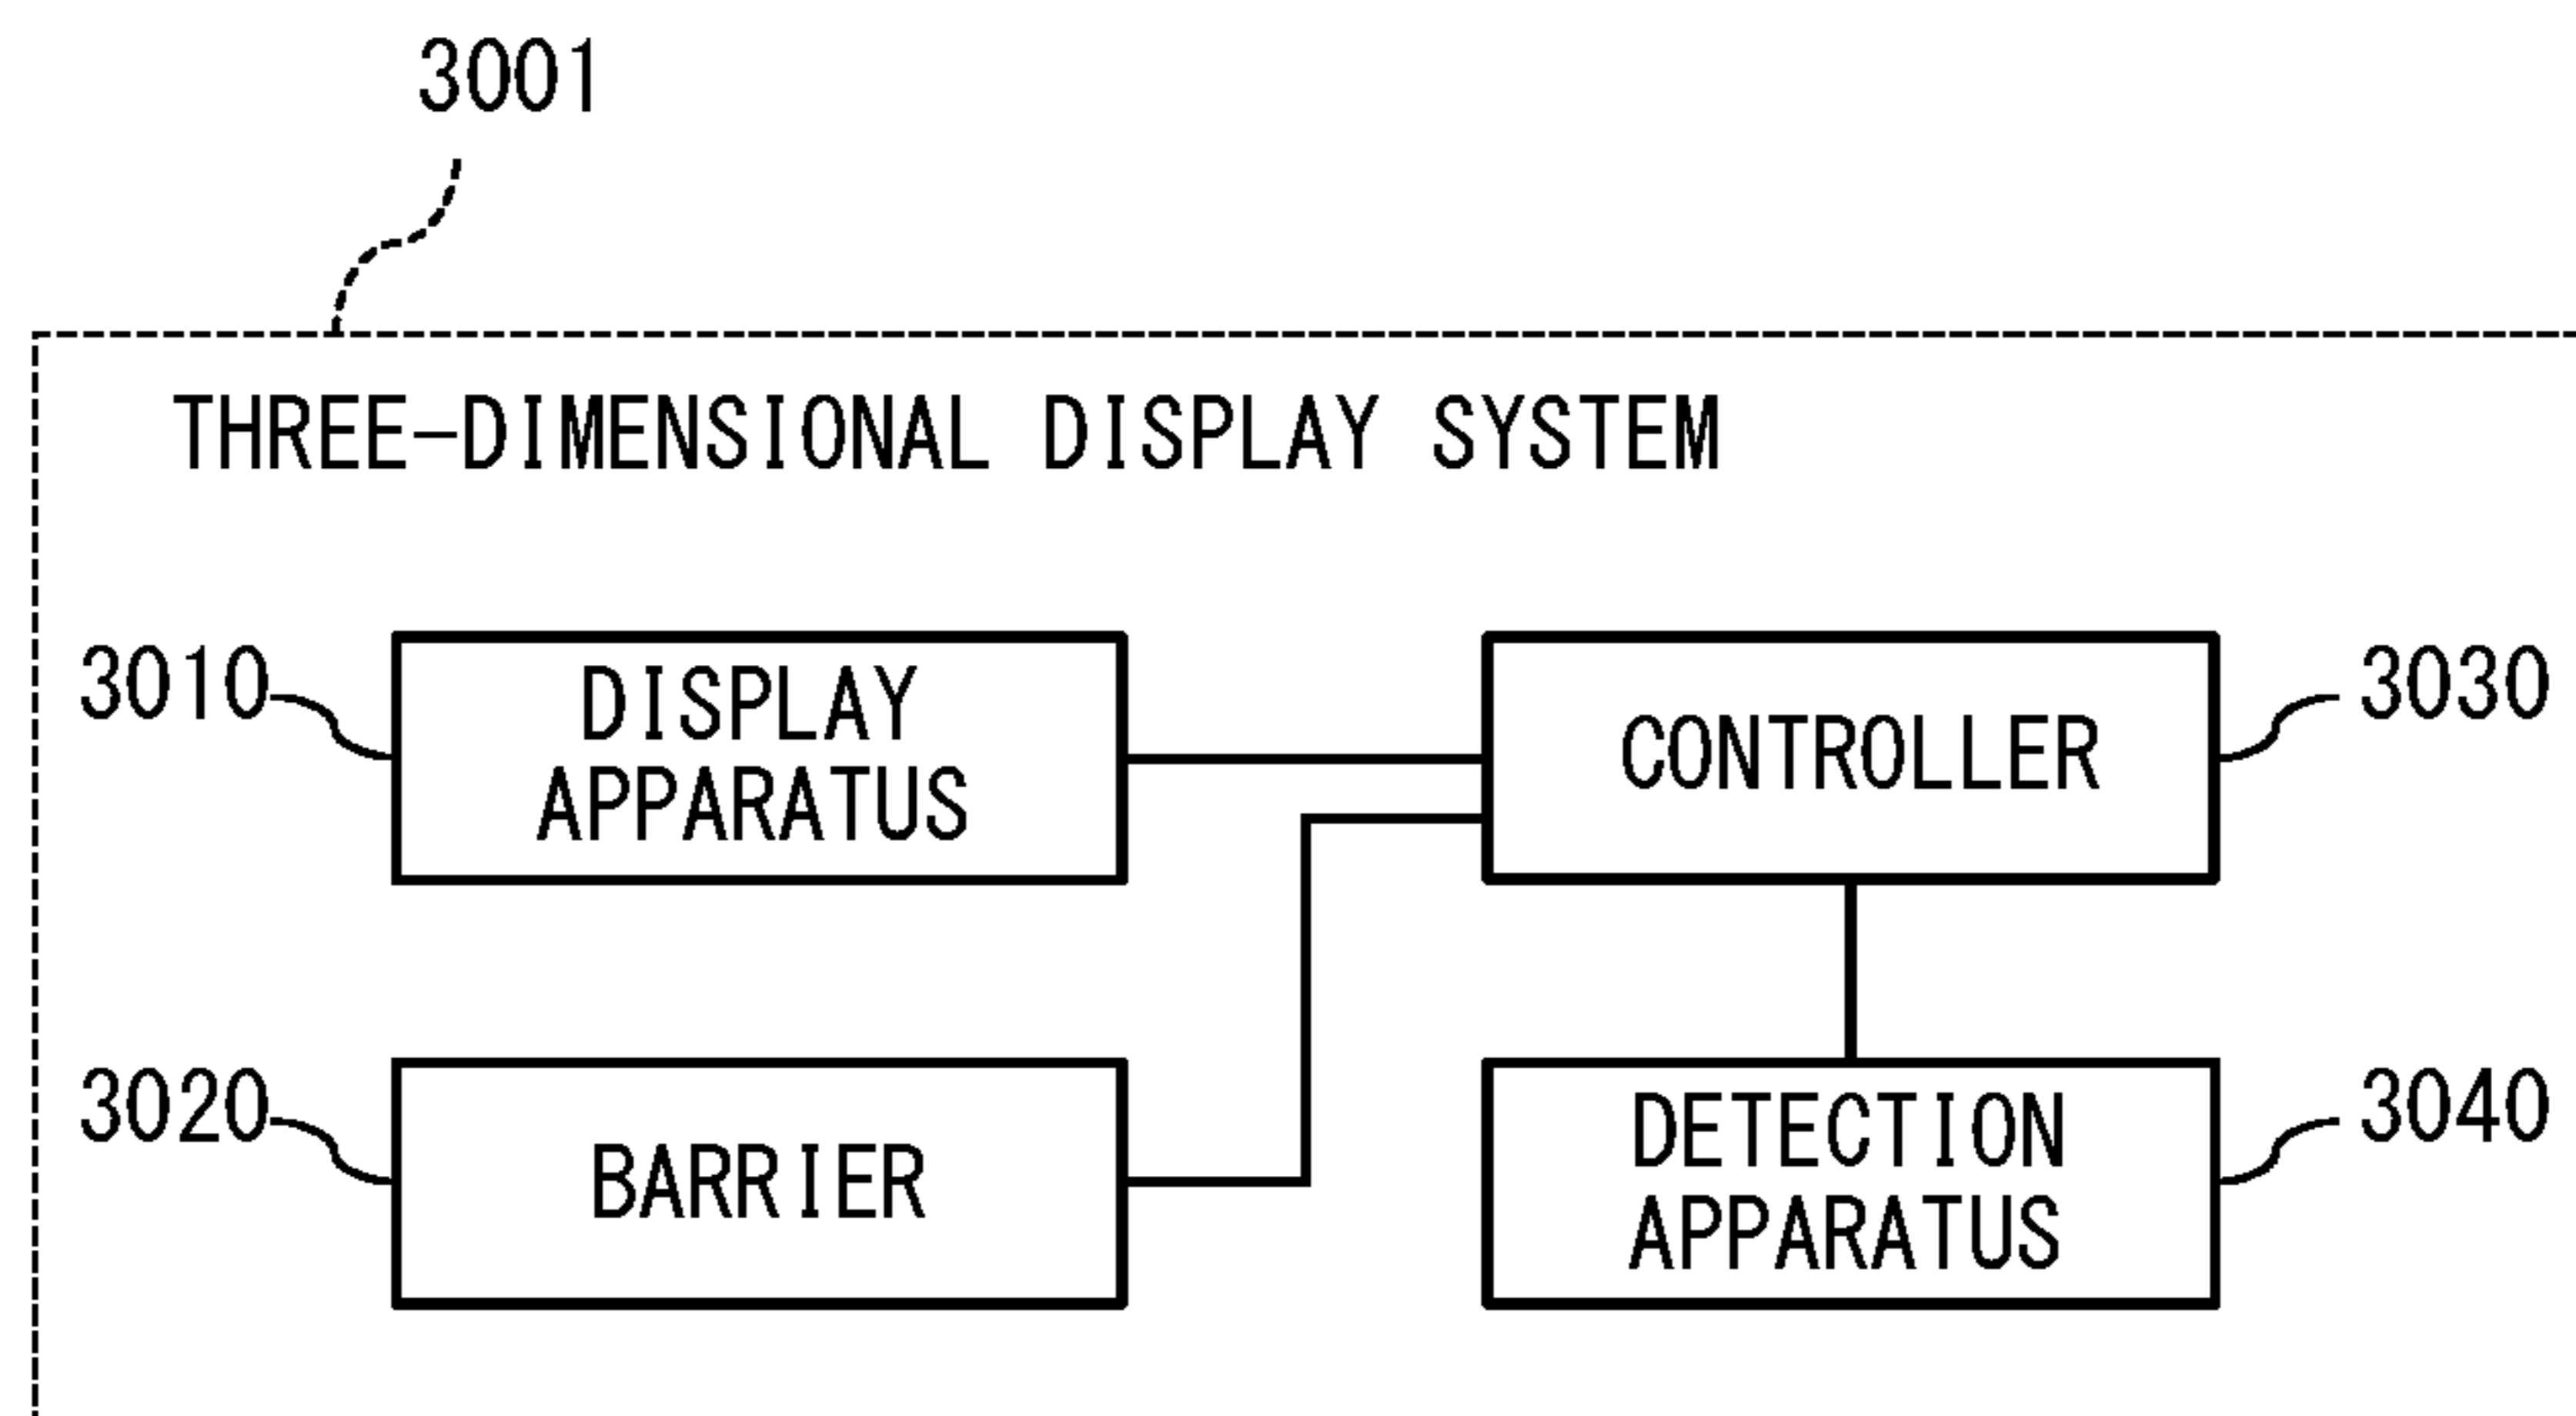 3001
THREE-DIMENSIONAL DISPLAY SYSTEM
3010
DISPLAY
APPARATUS
CONTROLLER
3030
3020
BARRIER
DETECTION
APPARATUS
3040